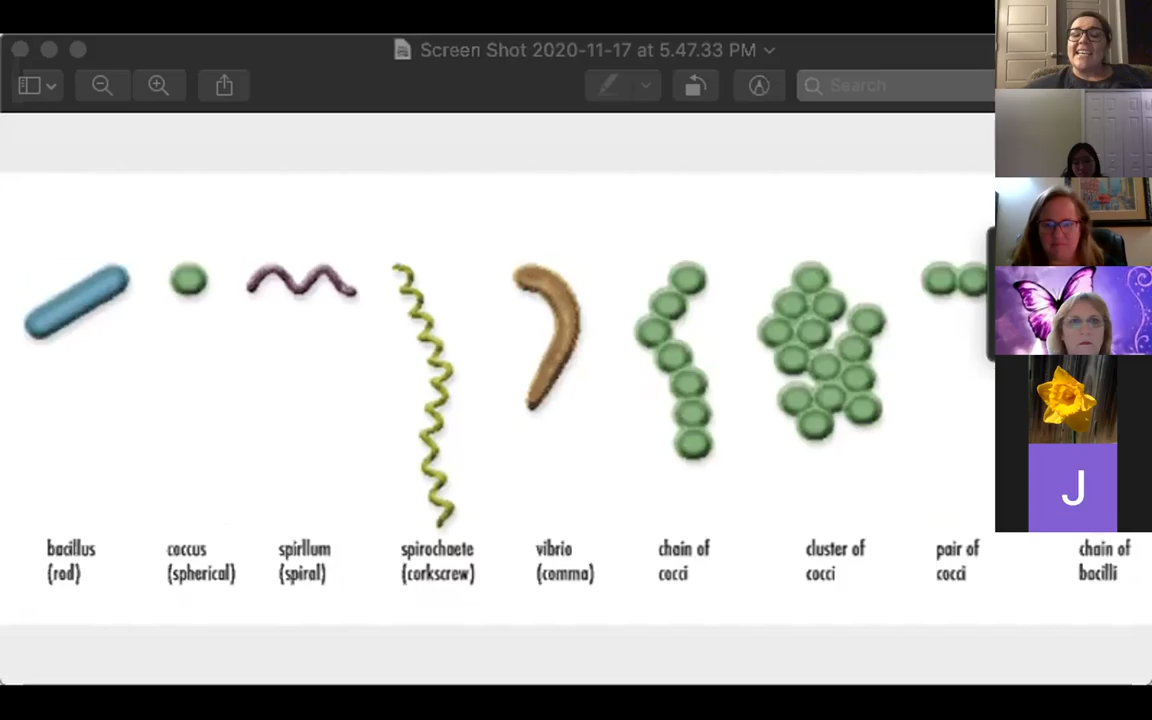 Screen Shot 2020-11-17 at 5.47.33 PM
Search
bacillus
(rod)
coccus
(spherical)
spirllum
(spiral)
spirochaete
(corkscrew)
vibrio
(comma)
chain of
cocci
cluster of
cocci
pair of
cocci
chain of
bacilli
J